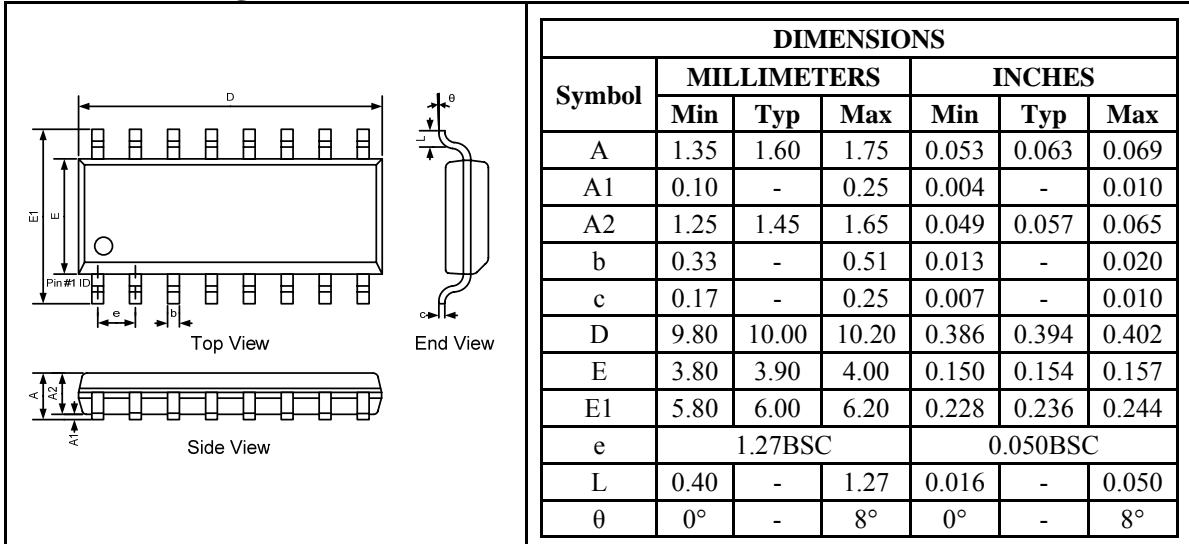 D
θ
L
E1
E
Pin #1 ID
e
b
c
Top View
End View
A
A2
A1
Side View
DIMENSIONS
Symbol MILLIMETERS INCHES
Min Typ Max Min Typ Max
A 1.35 1.60 1.75 0.053 0.063 0.069
A1 0.10 - 0.25 0.004 - 0.010
A2 1.25 1.45 1.65 0.049 0.057 0.065
b 0.33 - 0.51 0.013 - 0.020
c 0.17 - 0.25 0.007 - 0.010
D 9.80 10.00 10.20 0.386 0.394 0.402
E 3.80 3.90 4.00 0.150 0.154 0.157
E1 5.80 6.00 6.20 0.228 0.236 0.244
e 1.27BSC 0.050BSC
L 0.40 - 1.27 0.016 - 0.050
θ 0° - 8° 0° - 8°